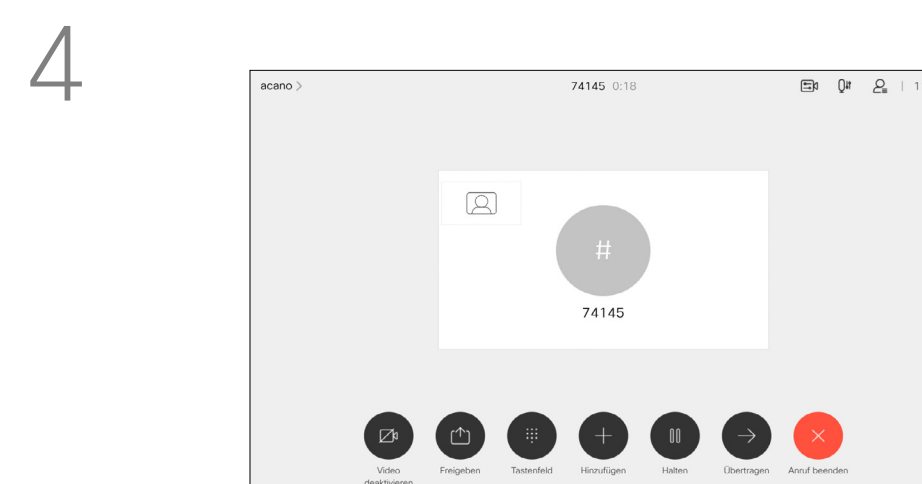 4
acano >
74145 0:18
1
#
74145
Video
deaktivieren
Freigeben
Tastenfeld
Hinzufügen
Halten
Übertragen
Anruf beenden